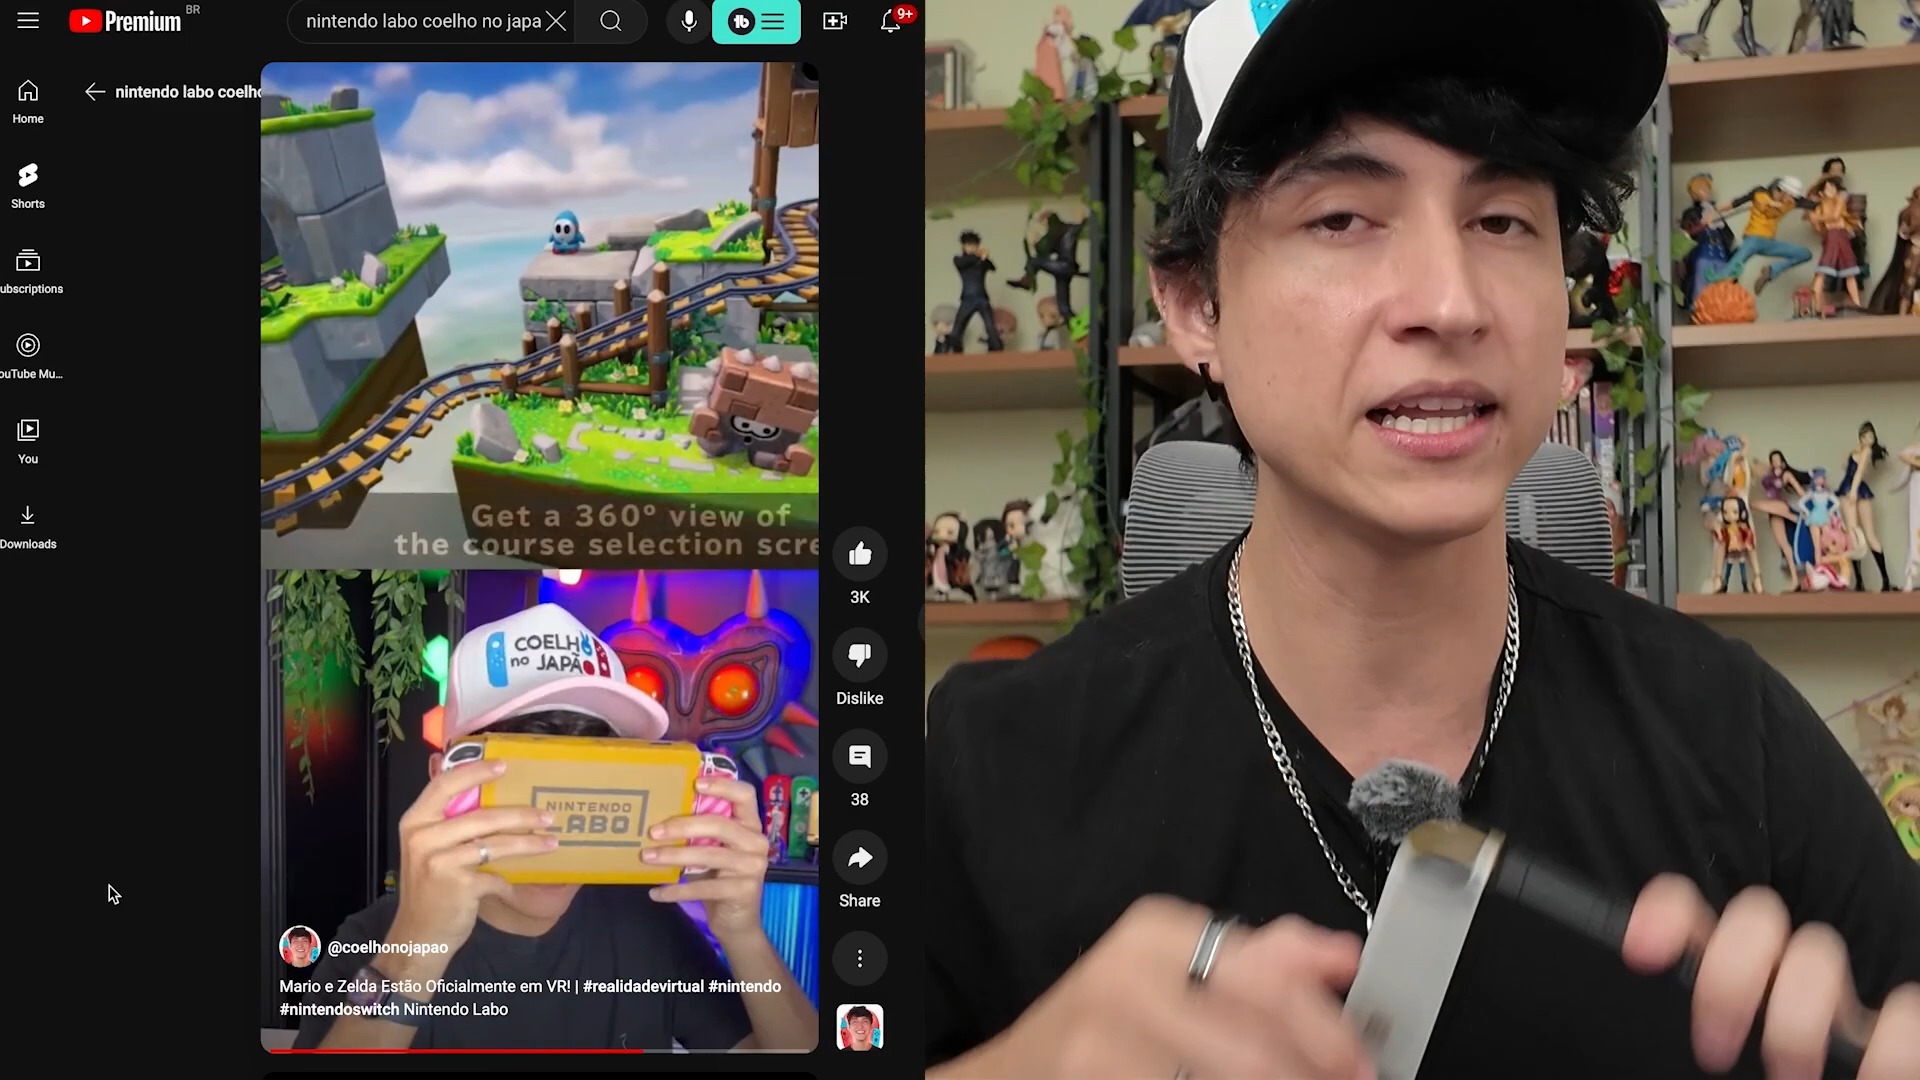 Premium BR
nintendo labo coelho no japa
9+
Home
nintendo labo coelho
Shorts
ubscriptions
ouTube Mu...
You
Downloads
Get a 360° view of
the course selection scre
3K
Dislike
38
Share
COELHO
no JAPÃO
NINTENDO
LABO
@coelhonojapao
Mario e Zelda Estão Oficialmente em VR! | #realidadevirtual #nintendo
#nintendoswitch Nintendo Labo